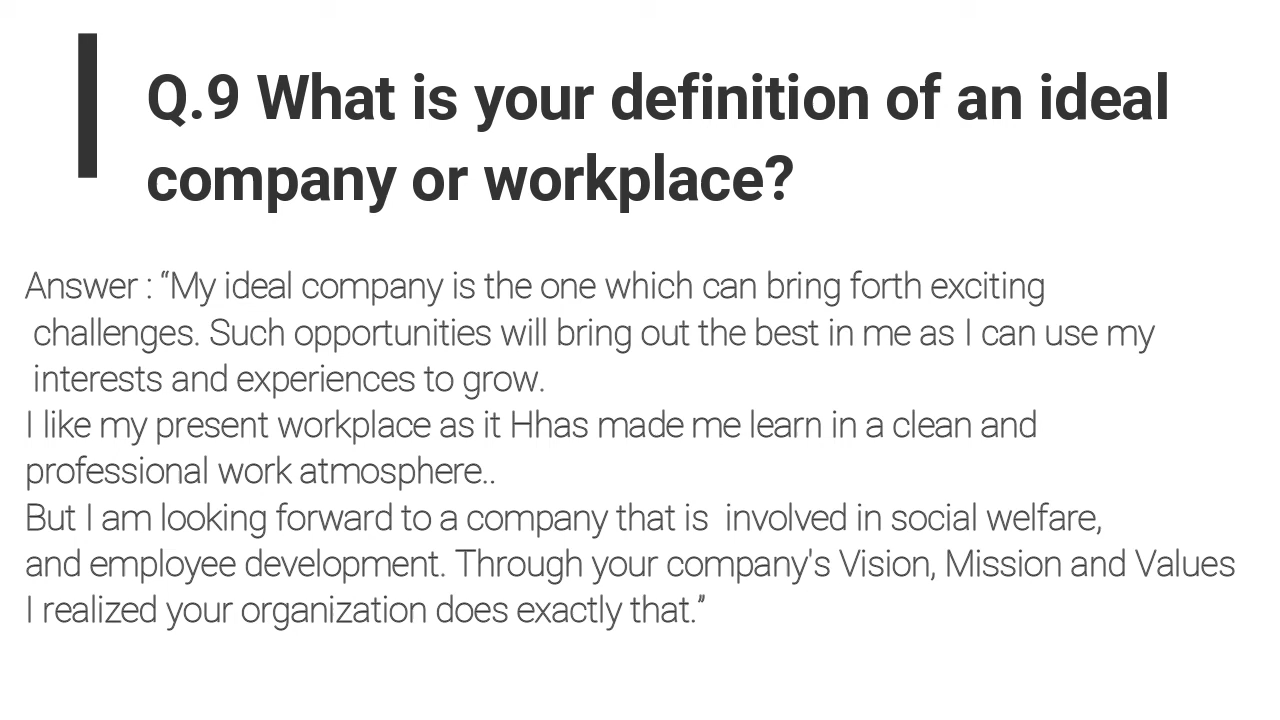 Q.9 What is your definition of an ideal
company or workplace?
Answer : “My ideal company is the one which can bring forth exciting
challenges. Such opportunities will bring out the best in me as I can use my
interests and experiences to grow.
I like my present workplace as it Hhas made me learn in a clean and
professional work atmosphere..
But I am looking forward to a company that is  involved in social welfare,
and employee development. Through your company's Vision, Mission and Values
I realized your organization does exactly that.”